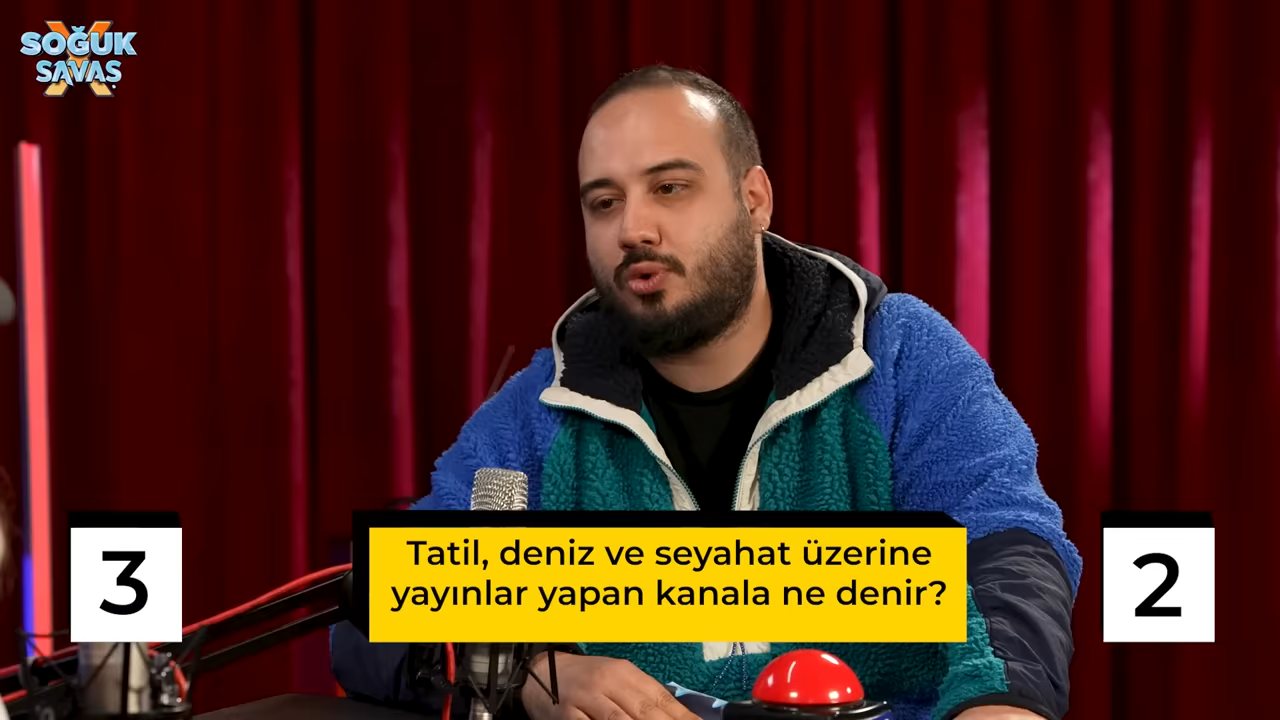 SOĞUK
SAVAŞ
Tatil, deniz ve seyahat üzerine
yayınlar yapan kanala ne denir?
3
2